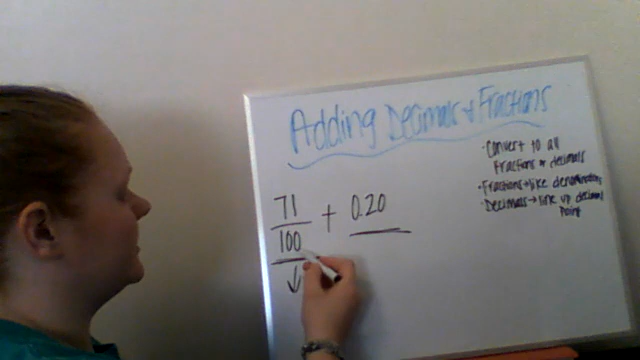 Adding Decimals & Fractions
· Convert to all
Fractions or decimals
· Fractions → like denominators
· Decimals → line up decimal
Point
71
100
+
0.20
↓